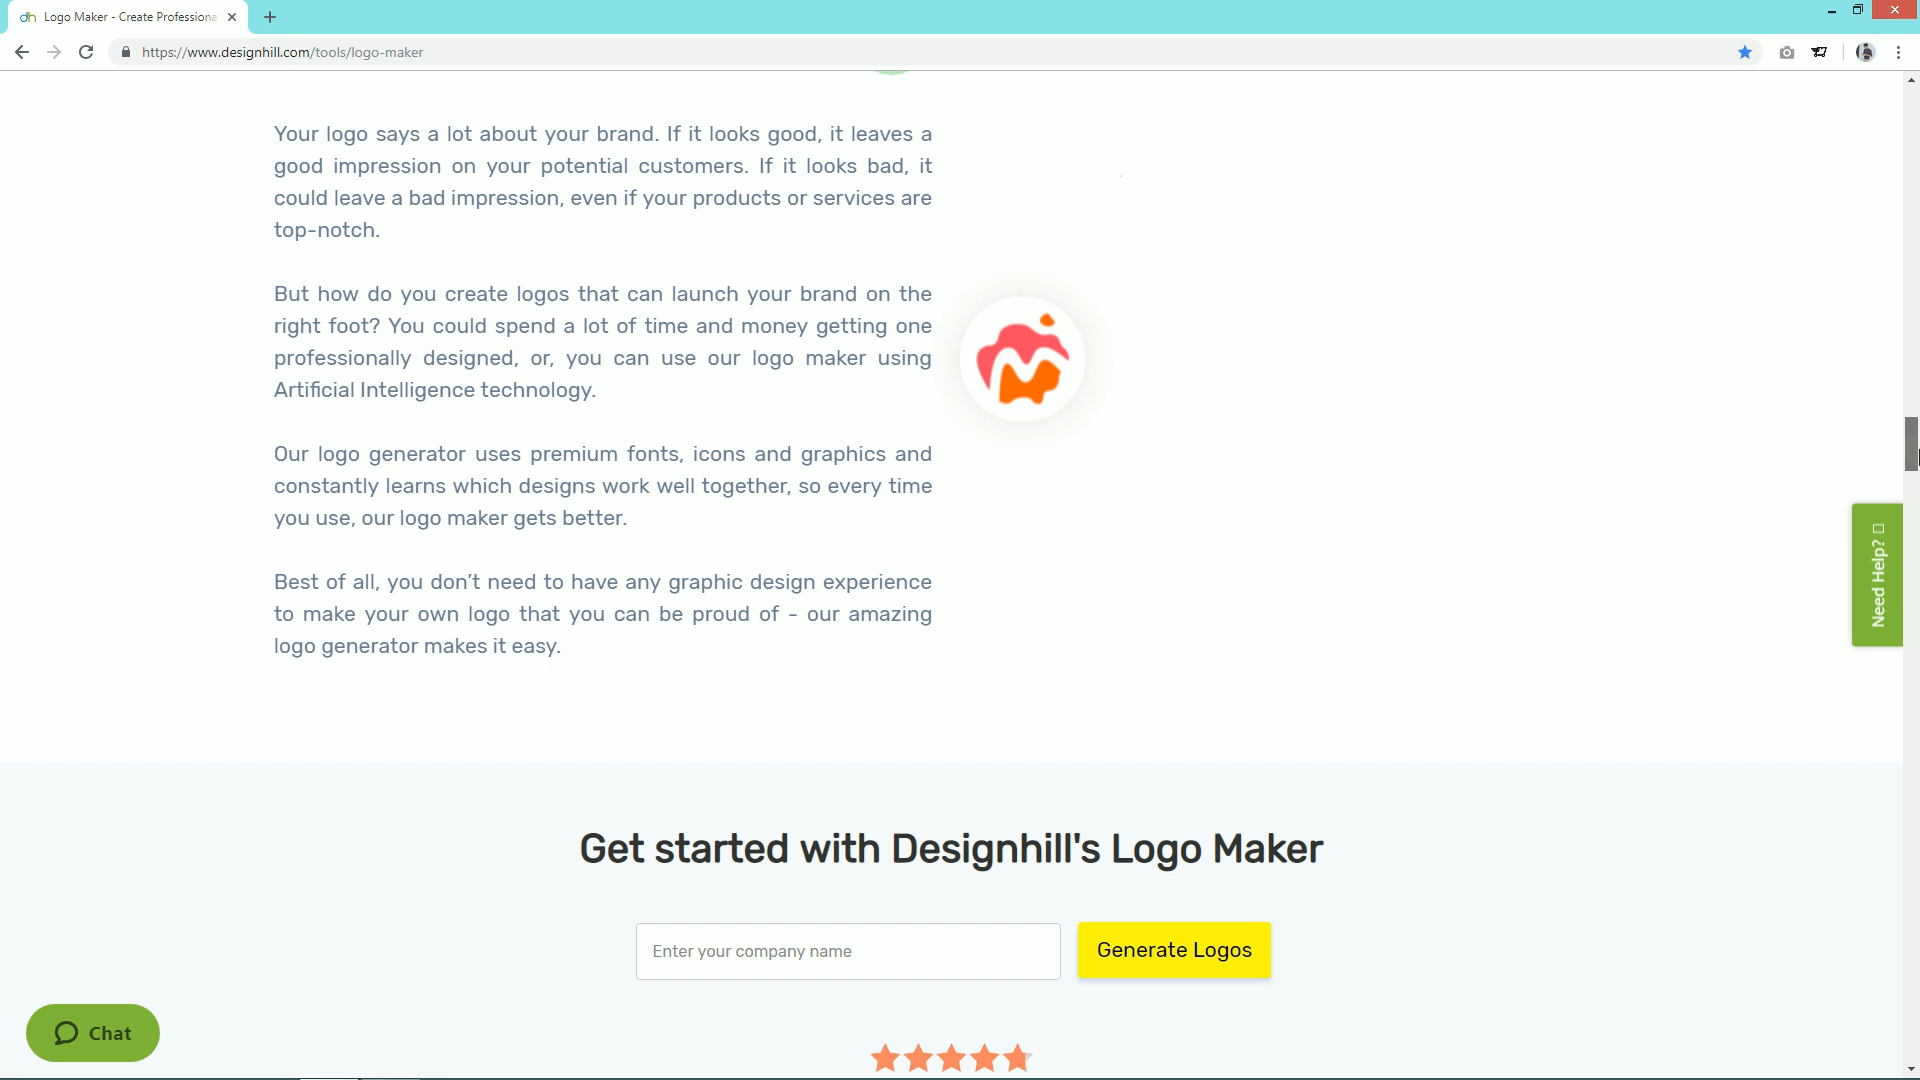 Logo Maker - Create Professiona
https://www.designhill.com/tools/logo-maker
Your logo says a lot about your brand. If it looks good, it leaves a
good impression on your potential customers. If it looks bad, it
could leave a bad impression, even if your products or services are
top-notch.
But how do you create logos that can launch your brand on the
right foot? You could spend a lot of time and money getting one
professionally designed, or, you can use our logo maker using
Artificial Intelligence technology.
Our logo generator uses premium fonts, icons and graphics and
constantly learns which designs work well together, so every time
you use, our logo maker gets better.
Best of all, you don’t need to have any graphic design experience
to make your own logo that you can be proud of - our amazing
logo generator makes it easy.
Need Help?
Get started with Designhill's Logo Maker
Enter your company name
Generate Logos
Chat